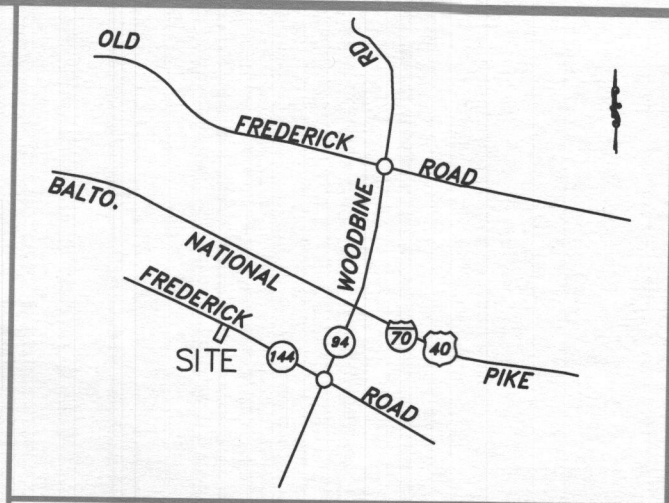 OLD
RD
FREDERICK
ROAD
BALTO.
WOODBINE
NATIONAL
FREDERICK
SITE
144
94
70
40
PIKE
ROAD